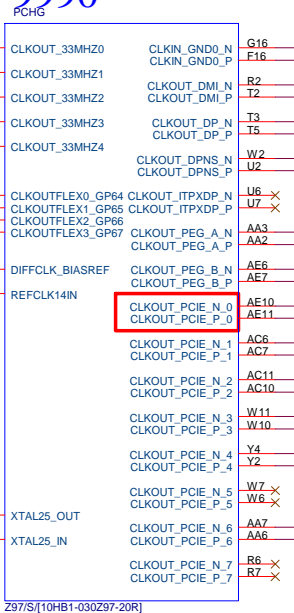 PCHG
CLKOUT_33MHZ0 CLKIN_GND0_N G16
CLKIN_GND0_P F16
CLKOUT_33MHZ1
CLKOUT_DMI_N R2
CLKOUT_33MHZ2 CLKOUT_DMI_P T2
CLKOUT_33MHZ3 CLKOUT_DP_N T3
CLKOUT_DP_P T5
CLKOUT_33MHZ4
CLKOUT_DPNS_N W2
CLKOUT_DPNS_P U2
CLKOUTFLEX0_GP64 CLKOUT_ITPXDP_N U6
CLKOUTFLEX1_GP65 CLKOUT_ITPXDP_P U7
CLKOUTFLEX2_GP66
CLKOUTFLEX3_GP67 CLKOUT_PEG_A_N AA3
CLKOUT_PEG_A_P AA2
DIFFCLK_BIASREF CLKOUT_PEG_B_N AE6
CLKOUT_PEG_B_P AE7
REFCLK14IN
CLKOUT_PCIE_N_0 AE10
CLKOUT_PCIE_P_0 AE11
CLKOUT_PCIE_N_1 AC6
CLKOUT_PCIE_P_1 AC7
CLKOUT_PCIE_N_2 AC11
CLKOUT_PCIE_P_2 AC10
CLKOUT_PCIE_N_3 W11
CLKOUT_PCIE_P_3 W10
CLKOUT_PCIE_N_4 Y4
CLKOUT_PCIE_P_4 Y2
CLKOUT_PCIE_N_5 W7
CLKOUT_PCIE_P_5 W6
XTAL25_OUT
CLKOUT_PCIE_N_6 AA7
XTAL25_IN CLKOUT_PCIE_P_6 AA6
CLKOUT_PCIE_N_7 R6
CLKOUT_PCIE_P_7 R7
Z97/S/[10HB1-030Z97-20R]